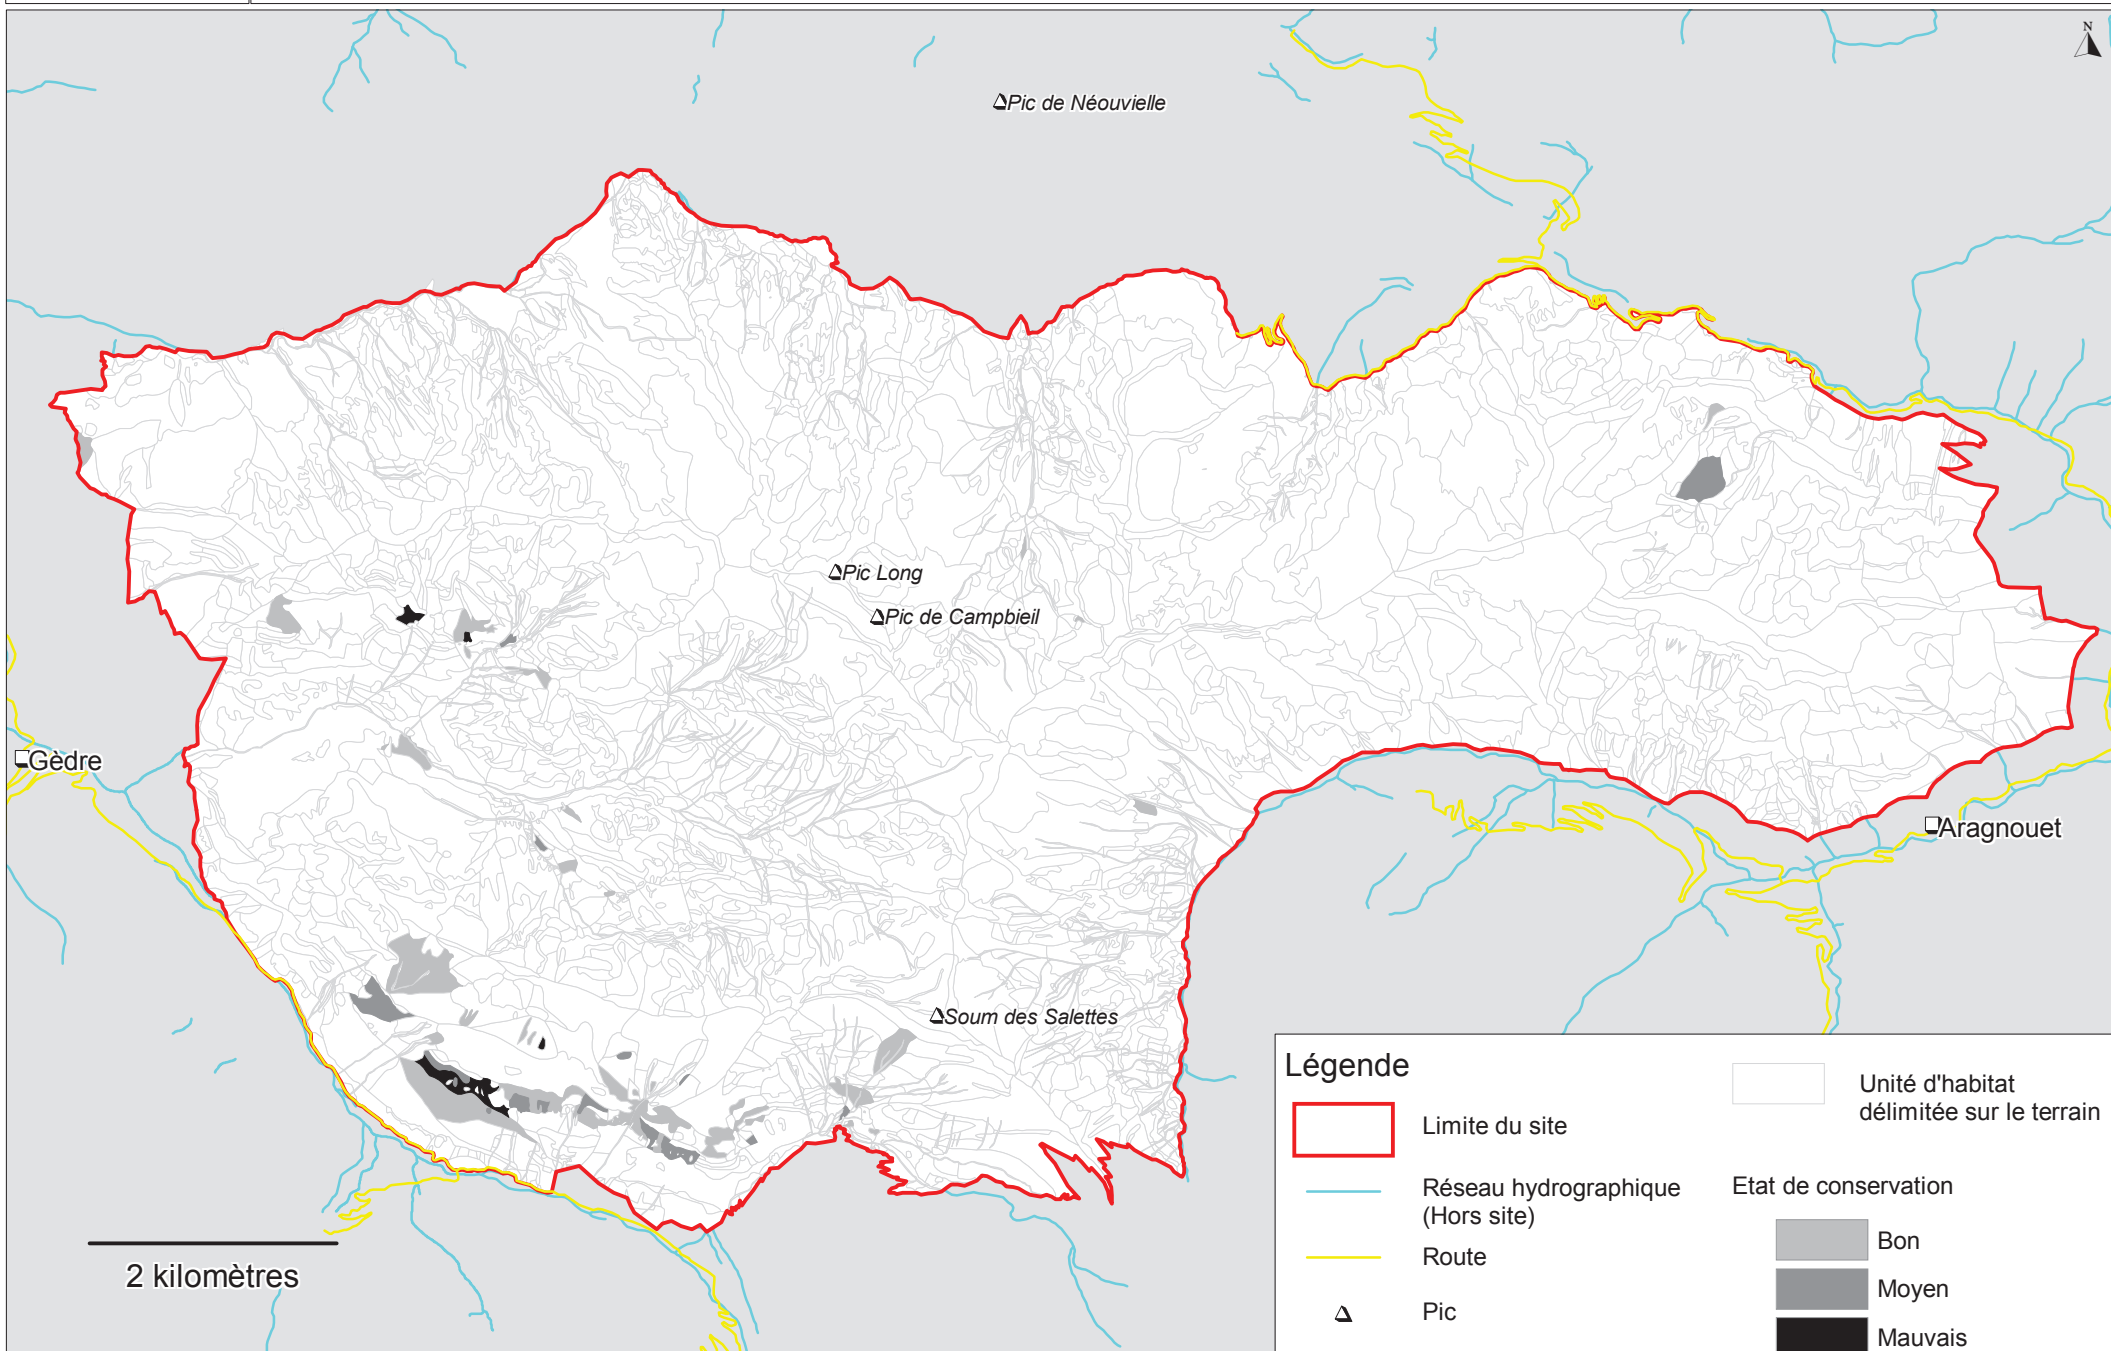 N
Pic de Néouvielle
Pic Long
Pic de Campbieil
Gèdre
Aragnouet
Soum des Salettes
2 kilomètres
Légende
Limite du site
Réseau hydrographique
(Hors site)
Route
Pic
Unité d'habitat
délimitée sur le terrain
Etat de conservation
Bon
Moyen
Mauvais